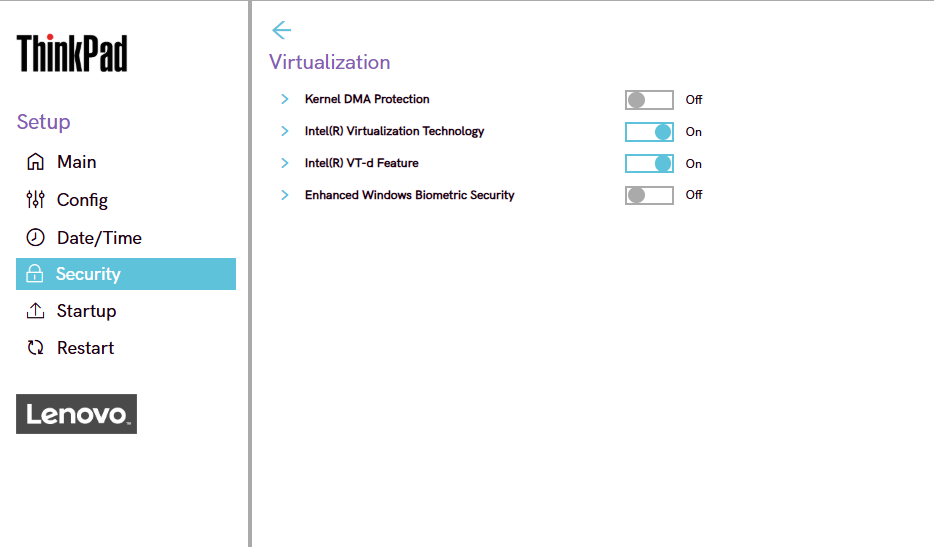 ThinkPad
Setup
Main
Config
Date/Time
Security
Startup
Restart
Lenovo™
Virtualization
Kernel DMA Protection Off
Intel(R) Virtualization Technology On
Intel(R) VT-d Feature On
Enhanced Windows Biometric Security Off